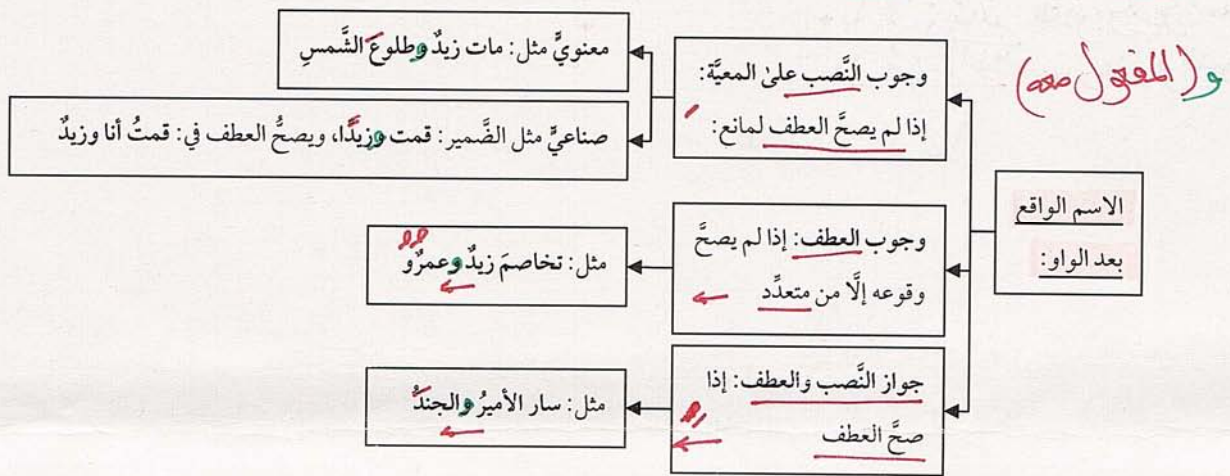 و (المفعول معه)
الاسم الواقع
بعد الواو:
وجوب النَّصب على المعيَّة:
إذا لم يصحَّ العطف لمانع:
معنويٍّ مثل: مات زيدٌ وطلوعَ الشَّمسِ
صناعيٍّ مثل الضَّمير: قمت وزيدًا، ويصحُّ العطف في: قمتُ أنا وزيدٌ
وجوب العطف: إذا لم يصحَّ
وقوعه إلَّا من متعدِّد
مثل: تخاصمَ زيدٌ وعمرٌو
جواز النَّصب والعطف: إذا
صحَّ العطف
مثل: سار الأميرُ والجندَُ